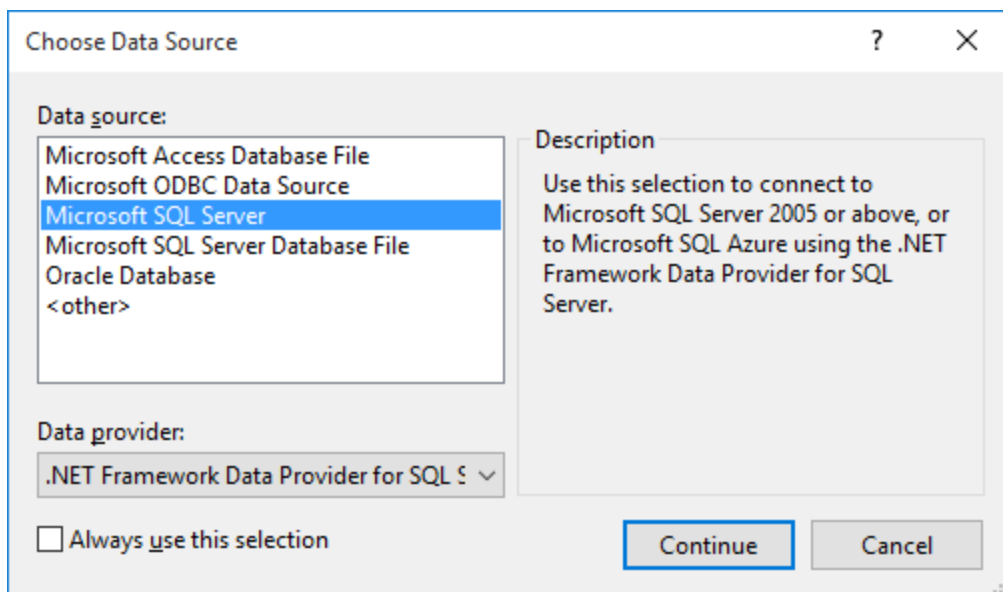 Choose Data Source
?
Data source:
Microsoft Access Database File
Microsoft ODBC Data Source
Microsoft SQL Server
Microsoft SQL Server Database File
Oracle Database
<other>
Description
Use this selection to connect to
Microsoft SQL Server 2005 or above, or
to Microsoft SQL Azure using the .NET
Framework Data Provider for SQL
Server.
Data provider:
.NET Framework Data Provider for SQL S
Always use this selection
Continue
Cancel